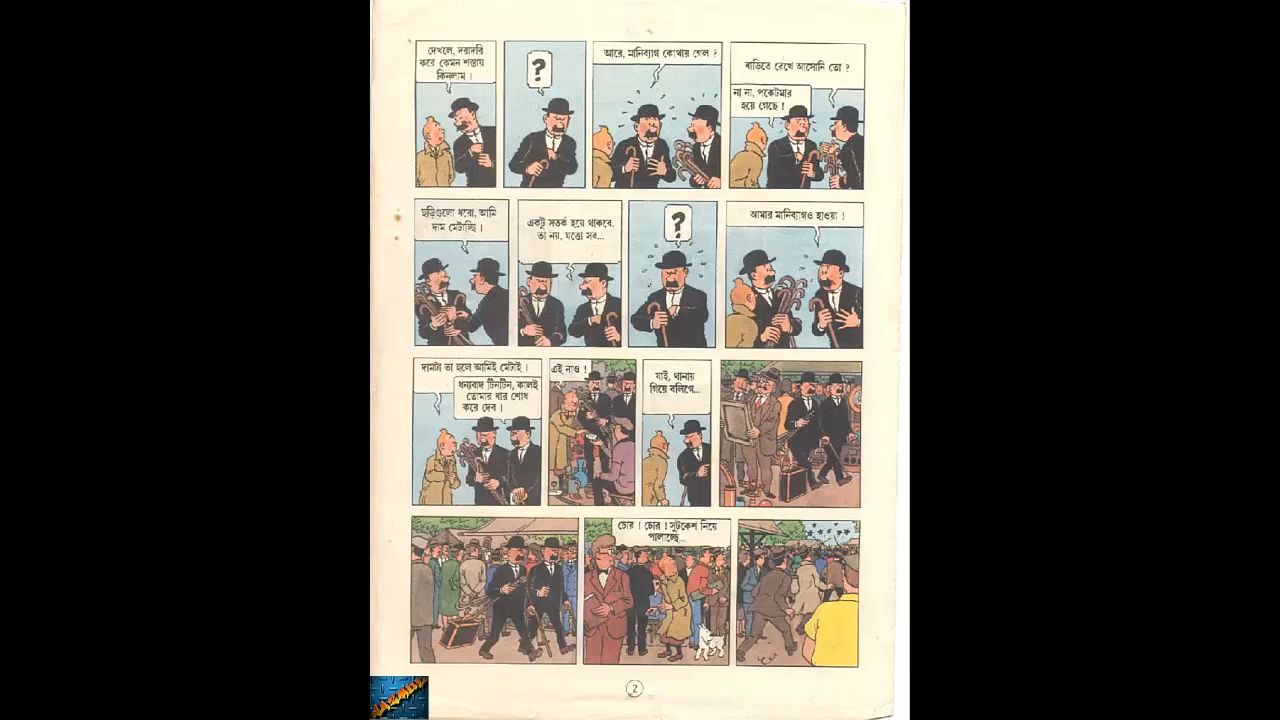 দেখলে, দরাদরি
করে কেমন শস্তায়
কিনলাম।
?
আরে, মানিব্যাগ কোথায় গেল ?
বাড়িতে রেখে আসোনি তো ?
না না, পকেটমার
হয়ে গেছে !
ছড়িগুলো ধরো, আমি
দাম মেটাচ্ছি।
একটু সতর্ক হয়ে থাকবে,
তা নয়, যত্তো সব...
?
আমার মানিব্যাগও হাওয়া !
দামটা তা হলে আমিই মেটাই।
ধন্যবাদ টিনটিন, কালই
তোমার ধার শোধ
করে দেব।
এই নাও !
যাই, থানায়
গিয়ে বলিগে...
চোর ! চোর ! সুটকেশ নিয়ে
পালাচ্ছে...
2